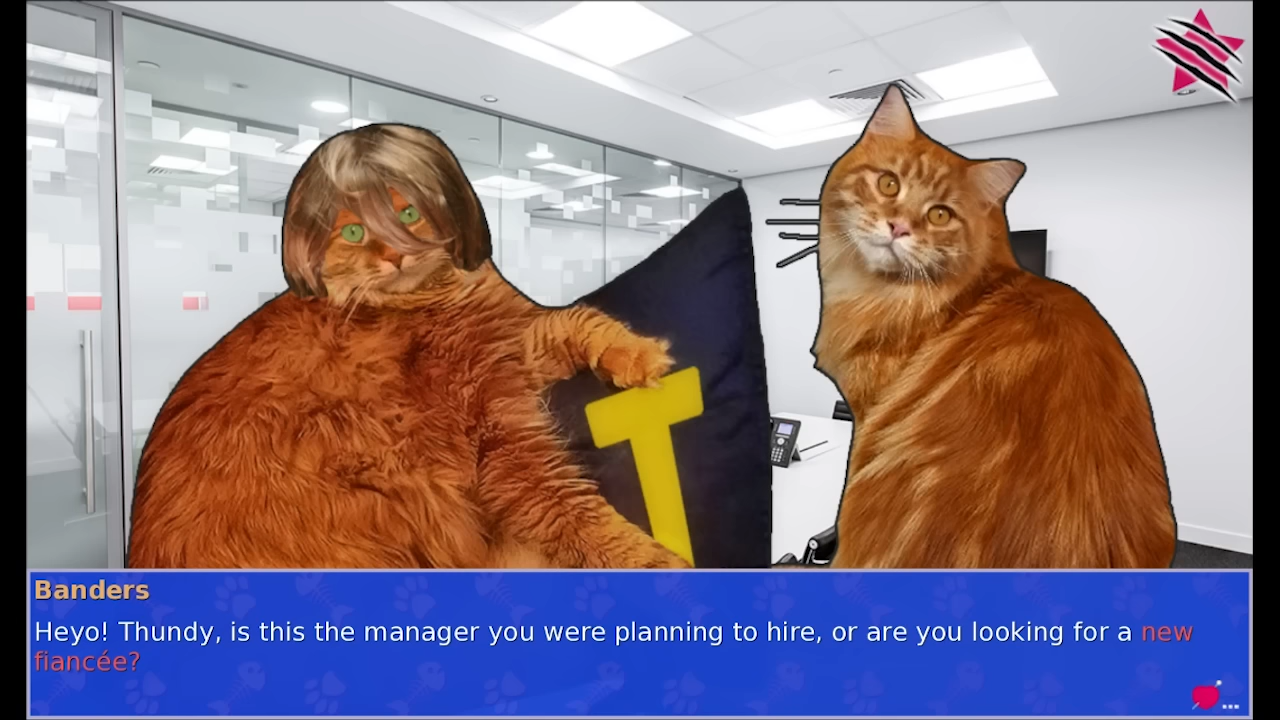 T
Banders
Heyo! Thundy, is this the manager you were planning to hire, or are you looking for a new
fiancée?
...